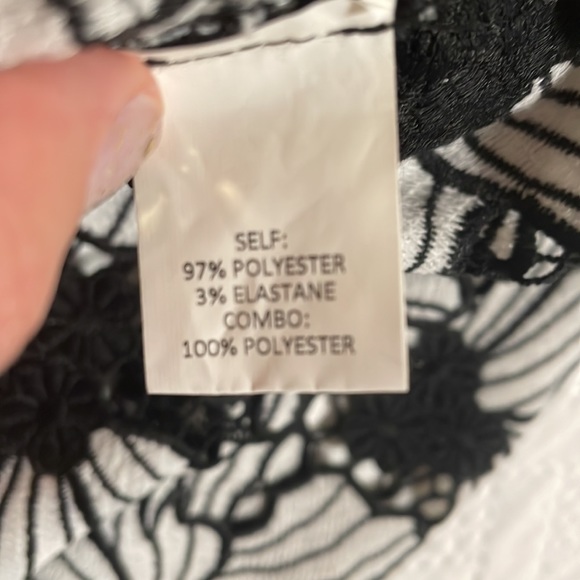 SELF:
97% POLYESTER
3% ELASTANE
COMBO:
100% POLYESTER